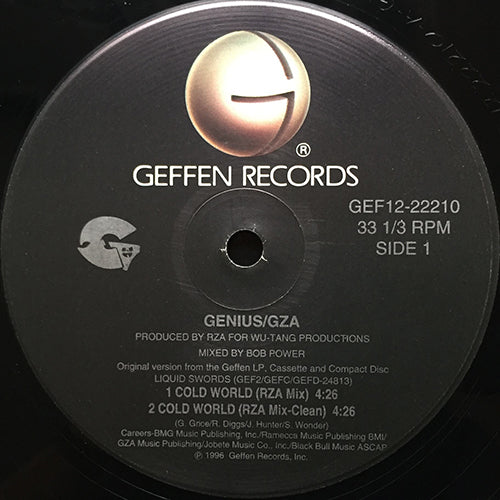 ®
GEFFEN RECORDS
GEF12-22210
33 1/3 RPM
SIDE 1
GENIUS/GZA
PRODUCED BY RZA FOR WU-TANG PRODUCTIONS
MIXED BY BOB POWER
Original version from the Geffen LP, Cassette and Compact Disc
LIQUID SWORDS (GEF2/GEFC/GEFD-24813)
1 COLD WORLD (RZA Mix) 4:26
2 COLD WORLD (RZA Mix-Clean) 4:26
(G. Grice/R. Diggs/J. Hunter/S. Wonder)
Careers-BMG Music Publishing, Inc./Ramecca Music Publishing BMI/
GZA Music Publishing/Jobete Music Co., Inc./Black Bull Music ASCAP
℗ 1996 Geffen Records, Inc.